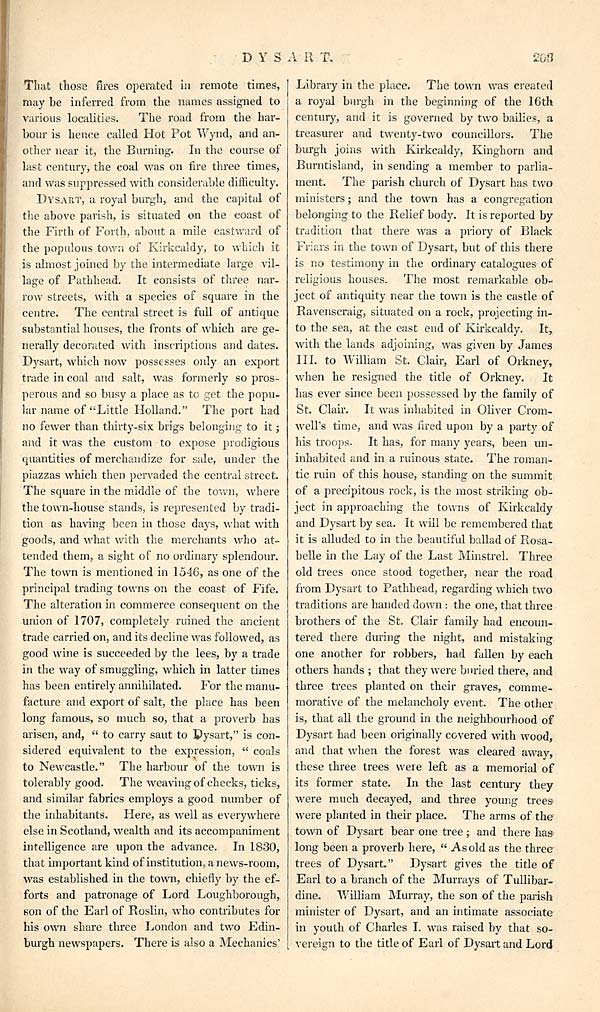 DYSART.
203
That those fires operated in remote times,
may be inferred from the names assigned to
various localities. The road from the har-
bour is hence called Hot Pot Wynd, and an-
other near it, the Burning. In the course of
last century, the coal was on fire three times,
and was suppressed with considerable difficulty.
DYSART, a royal burgh, and the capital of
the above parish, is situated on the coast of
the Firth of Forth, about a mile eastward of
the populous town of Kirkcaldy, to which it
is almost joined by the intermediate large vil-
lage of Pathhead. It consists of three nar-
row streets, with a species of square in the
centre. The central street is full of antique
substantial houses, the fronts of which are ge-
nerally decorated with inscriptions and dates.
Dysart, which now possesses only an export
trade in coal and salt, was formerly so pros-
perous and so busy a place as to get the popu-
lar name of "Little Holland." The port had
no fewer than thirty-six brigs belonging to it;
and it was the custom to expose prodigious
quantities of merchandize for sale, under the
piazzas which then pervaded the central street.
The square in the middle of the town, where
the town-house stands, is represented by tradi-
tion as having been in those days, what with
goods, and what with the merchants who at-
tended them, a sight of no ordinary splendour.
The town is mentioned in 1546, as one of the
principal trading towns on the coast of Fife.
The alteration in commerce consequent on the
union of 1707, completely ruined the ancient
trade carried on, and its decline was followed, as
good wine is succeeded by the lees, by a trade
in the way of smuggling, which in latter times
has been entirely annihilated. For the manu-
facture and export of salt, the place has been
long famous, so much so, that a proverb has
arisen, and, " to carry saut to Dysart," is con-
sidered equivalent to the expression, " coals
to Newcastle." The harbour of the town is
tolerably good. The weaving of checks, ticks,
and similar fabrics employs a good number of
the inhabitants. Here, as well as everywhere
else in Scotland, wealth and its accompaniment
intelligence are upon the advance. In 1830,
that important kind of institution, a news-room,
was established in the town, chiefly by the ef-
forts and patronage of Lord Loughborough,
son of the Earl of Roslin, who contributes for
his own share three London and two Edin-
burgh newspapers. There is also a Mechanics'
Library in the place. The town was created
a royal burgh in the beginning of the 16th
century, and it is governed by two bailies, a
treasurer and twenty-two councillors. The
burgh joins with Kirkcaldy, Kinghorn and
Burntisland, in sending a member to parlia-
ment. The parish church of Dysart has two
ministers; and the town has a congregation
belonging to the Relief body. It is reported by
tradition that there was a priory of Black
Friars in the town of Dysart, but of this there
is no testimony in the ordinary catalogues of
religious houses. The most remarkable ob-
ject of antiquity near the town is the castle of
Ravenscraig, situated on a rock, projecting in-
to the sea, at the east end of Kirkcaldy. It,
with the lands adjoining, was given by James
III. to William St. Clair, Earl of Orkney,
when he resigned the title of Orkney. It
has ever since been possessed by the family of
St. Clair. It was inhabited in Oliver Crom-
well's time, and was fired upon by a party of
his troops. It has, for many years, been un-
inhabited and in a ruinous state. The roman-
tic ruin of this house, standing on the summit
of a precipitous rock, is the most striking ob-
ject in approaching the towns of Kirkcaldy
and Dysart by sea. It will be remembered that
it is alluded to in the beautiful ballad of Rosa-
belle in the Lay of the Last Minstrel. Three
old trees once stood together, near the road
from Dysart to Pathhead, regarding which two
traditions are handed down: the one, that three
brothers of the St. Clair family had encoun-
tered there during the night, and mistaking
one another for robbers, had fallen by each
others hands; that they were buried there, and
three trees planted on their graves, comme-
morative of the melancholy event. The other
is, that all the ground in the neighbourhood of
Dysart had been originally covered with wood,
and that when the forest was cleared away,
these three trees were left as a memorial of
its former state. In the last century they
were much decayed, and three young trees
were planted in their place. The arms of the
town of Dysart bear one tree; and there has
long been a proverb here, " As old as the three
trees of Dysart." Dysart gives the title of
Earl to a branch of the Murrays of Tullibar-
dine. William Murray, the son of the parish
minister of Dysart, and an intimate associate
in youth of Charles I. was raised by that so-
vereign to the title of Earl of Dysart and Lord